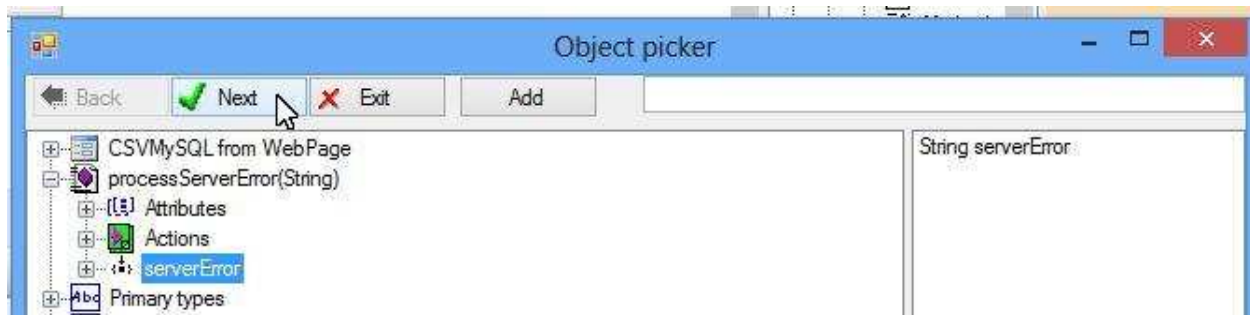 Object picker
Back Next Exit Add
CSVMySQL from WebPage
String serverError
processServerError(String)
Attributes
Actions
serverError
Primary types